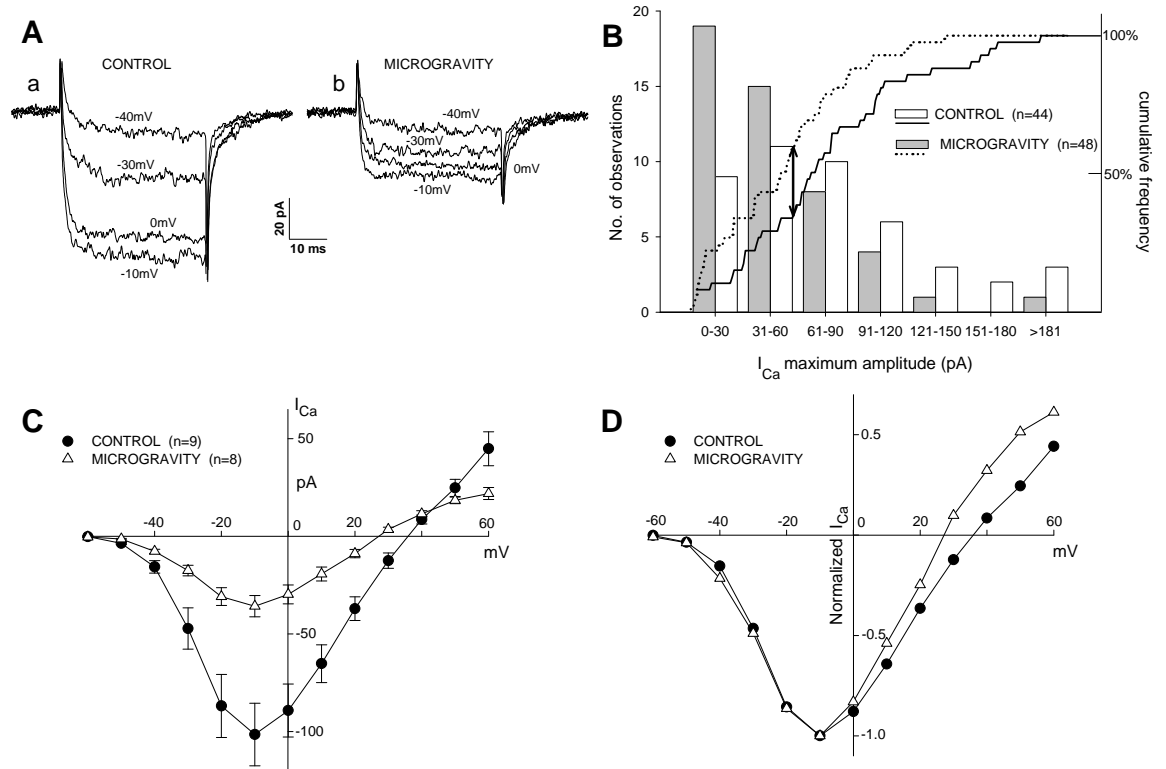 A
a
CONTROL
-40mV
-30mV
0mV
-10mV
b
MICROGRAVITY
-40mV
-30mV
0mV
-10mV
20 pA
10 ms
B
No. of observations
20
15
10
5
0
100%
50%
cumulative frequency
CONTROL (n=44)
MICROGRAVITY (n=48)
0-30 31-60 61-90 91-120 121-150 151-180 >181
ICa maximum amplitude (pA)
C
ICa
CONTROL (n=9)
MICROGRAVITY (n=8)
50
pA
-40 -20 0 20 40 60
mV
-50
-100
D
CONTROL
MICROGRAVITY
0.5
-60 -40 -20 0 20 40 60
mV
Normalized ICa
-0.5
-1.0